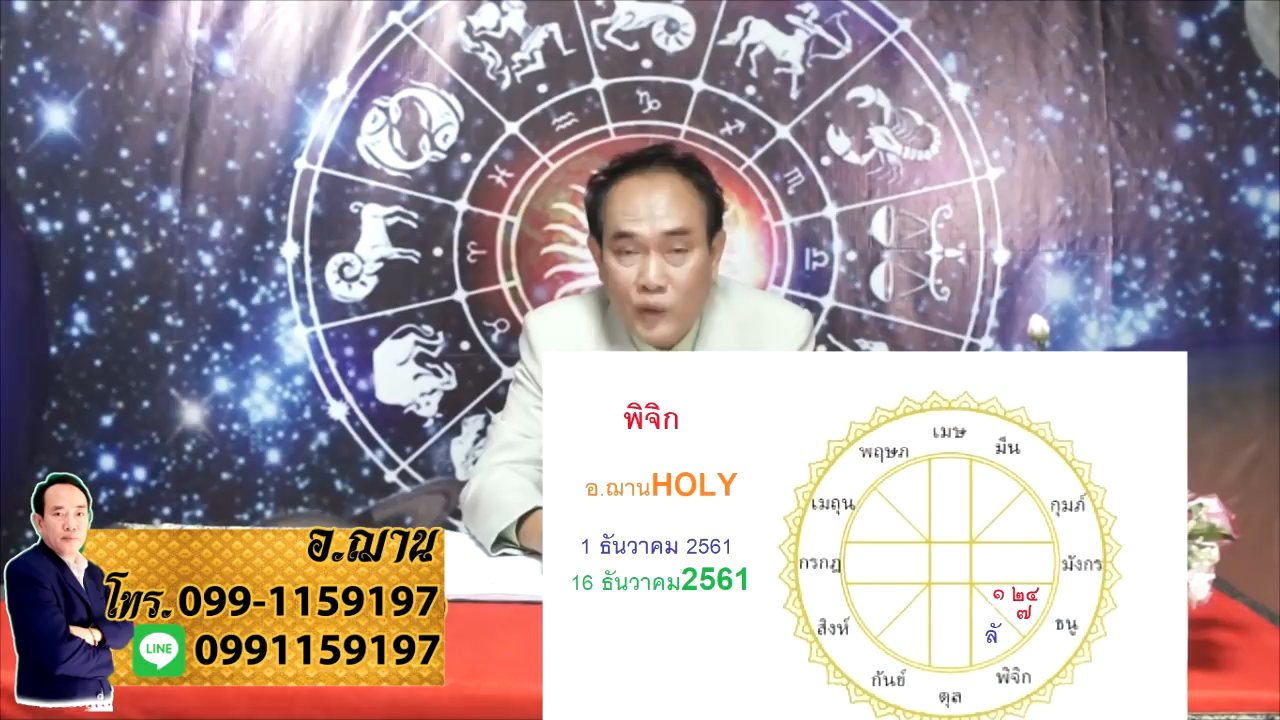 พิจิก
อ.ฌานHOLY
1 ธันวาคม 2561
16 ธันวาคม2561
เมษ
พฤษภ
มีน
เมถุน
กุมภ์
กรกฎ
มังกร
๑ ๒๔
๗
ลั
สิงห์
ธนู
กันย์
ตุล
พิจิก
อ.ฌาน
โทร. 099-1159197
LINE
0991159197